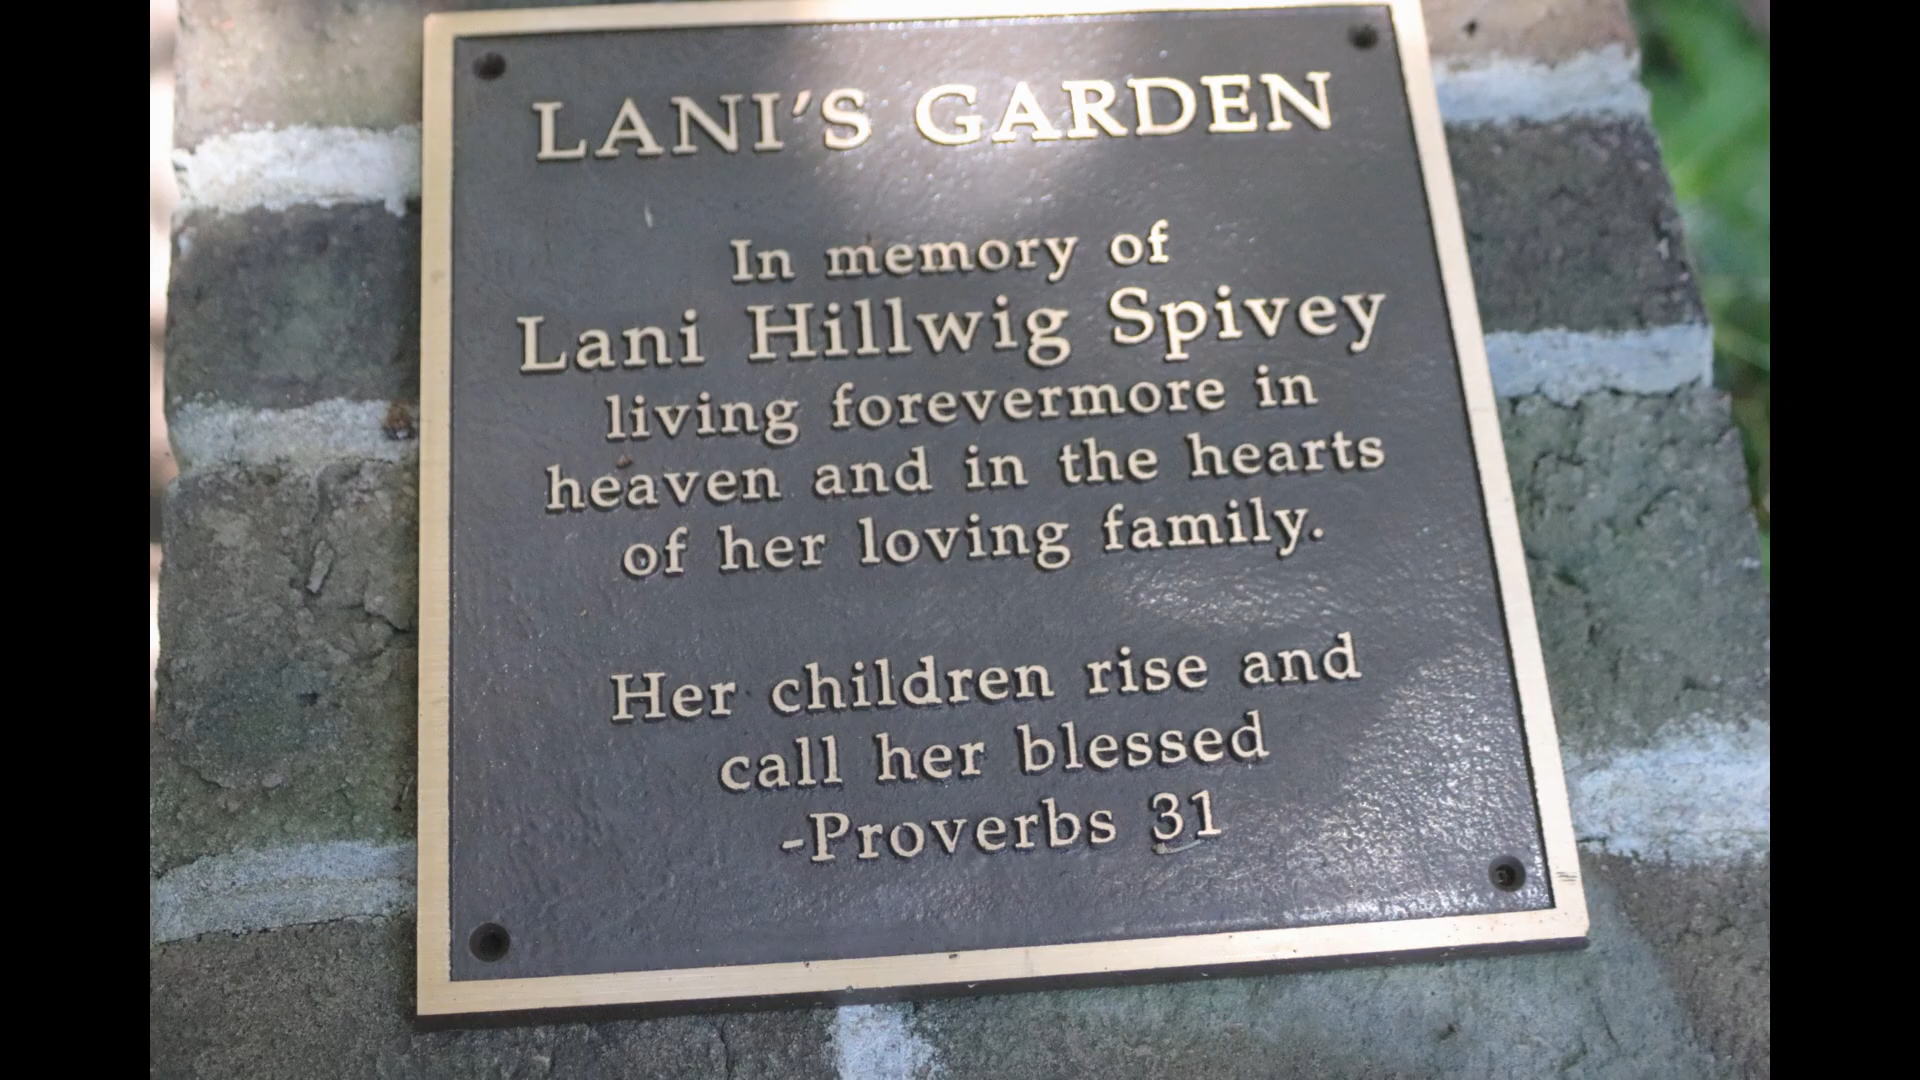 LANI'S GARDEN
In memory of
Lani Hillwig Spivey
living forevermore in
heaven and in the hearts
of her loving family.
Her children rise and
call her blessed
-Proverbs 31